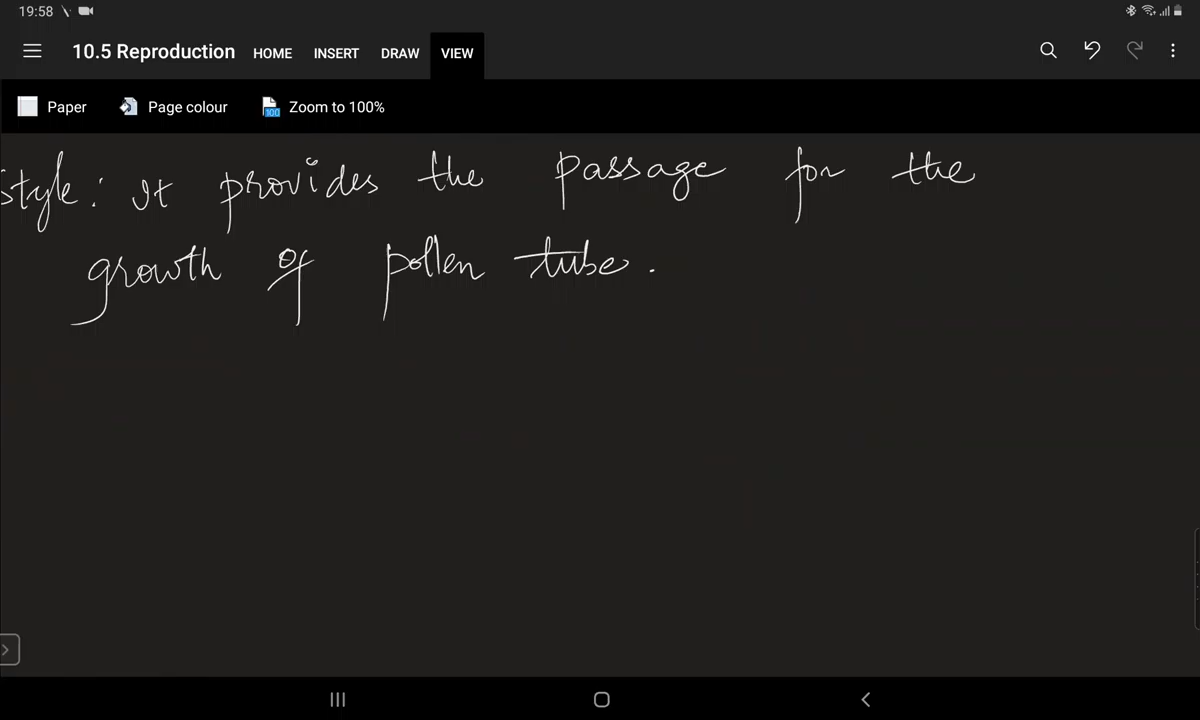 19:58
10.5 Reproduction HOME INSERT DRAW VIEW
Paper Page colour 100 Zoom to 100%
Style: It provides the passage for the
growth of pollen tube.